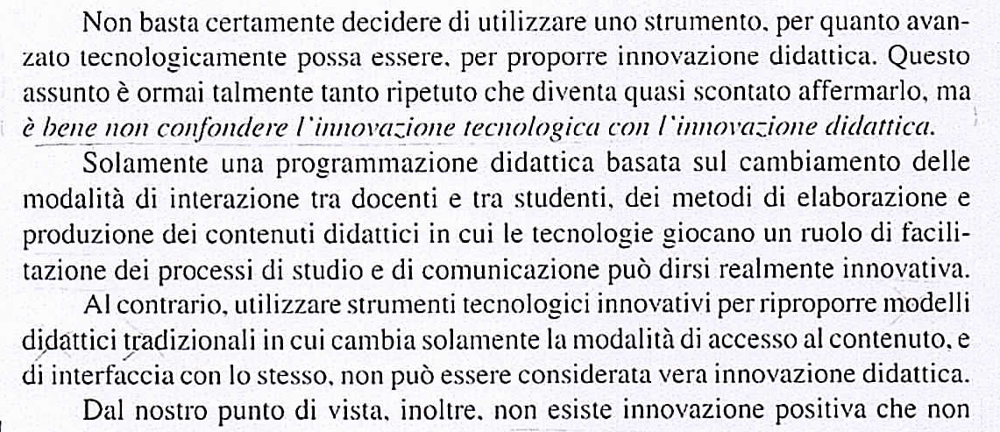 Non basta certamente decidere di utilizzare uno strumento, per quanto avan-
zato tecnologicamente possa essere, per proporre innovazione didattica. Questo
assunto è ormai talmente tanto ripetuto che diventa quasi scontato affermarlo, ma
è bene non confondere l'innovazione tecnologica con l'innovazione didattica.
Solamente una programmazione didattica basata sul cambiamento delle
modalità di interazione tra docenti e tra studenti, dei metodi di elaborazione e
produzione dei contenuti didattici in cui le tecnologie giocano un ruolo di facili-
tazione dei processi di studio e di comunicazione può dirsi realmente innovativa.
Al contrario, utilizzare strumenti tecnologici innovativi per riproporre modelli
didattici tradizionali in cui cambia solamente la modalità di accesso al contenuto, e
di interfaccia con lo stesso, non può essere considerata vera innovazione didattica.
Dal nostro punto di vista, inoltre, non esiste innovazione positiva che non